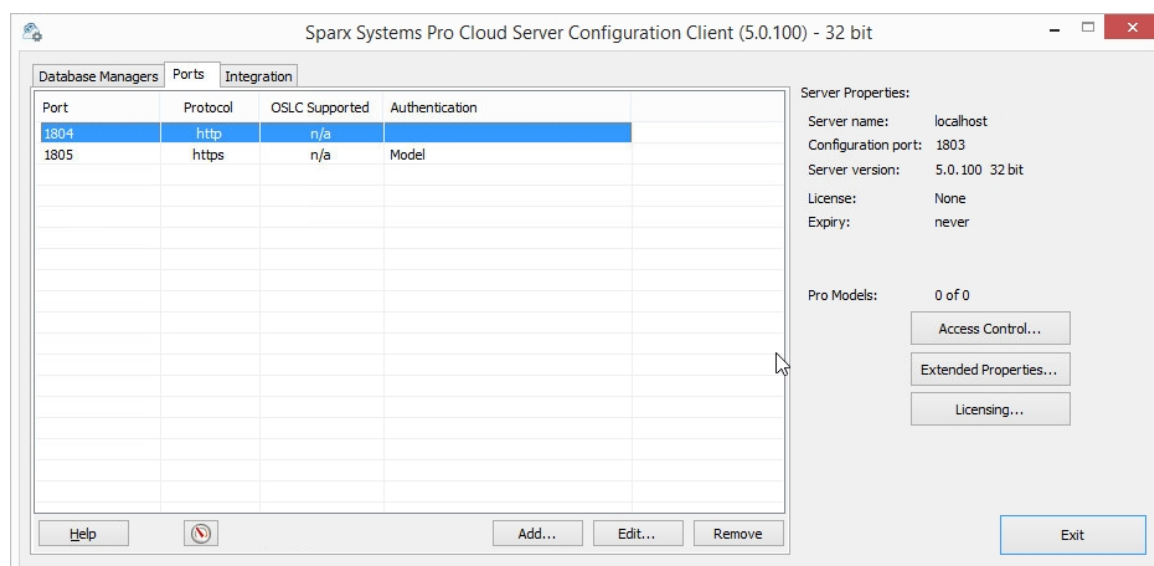 Sparx Systems Pro Cloud Server Configuration Client (5.0.100) - 32 bit
Database Managers Ports Integration
Port Protocol OSLC Supported Authentication
1804 http n/a
1805 https n/a Model
Help Add... Edit... Remove
Server Properties:
Server name: localhost
Configuration port: 1803
Server version: 5.0.100 32 bit
License: None
Expiry: never
Pro Models: 0 of 0
Access Control...
Extended Properties...
Licensing...
Exit